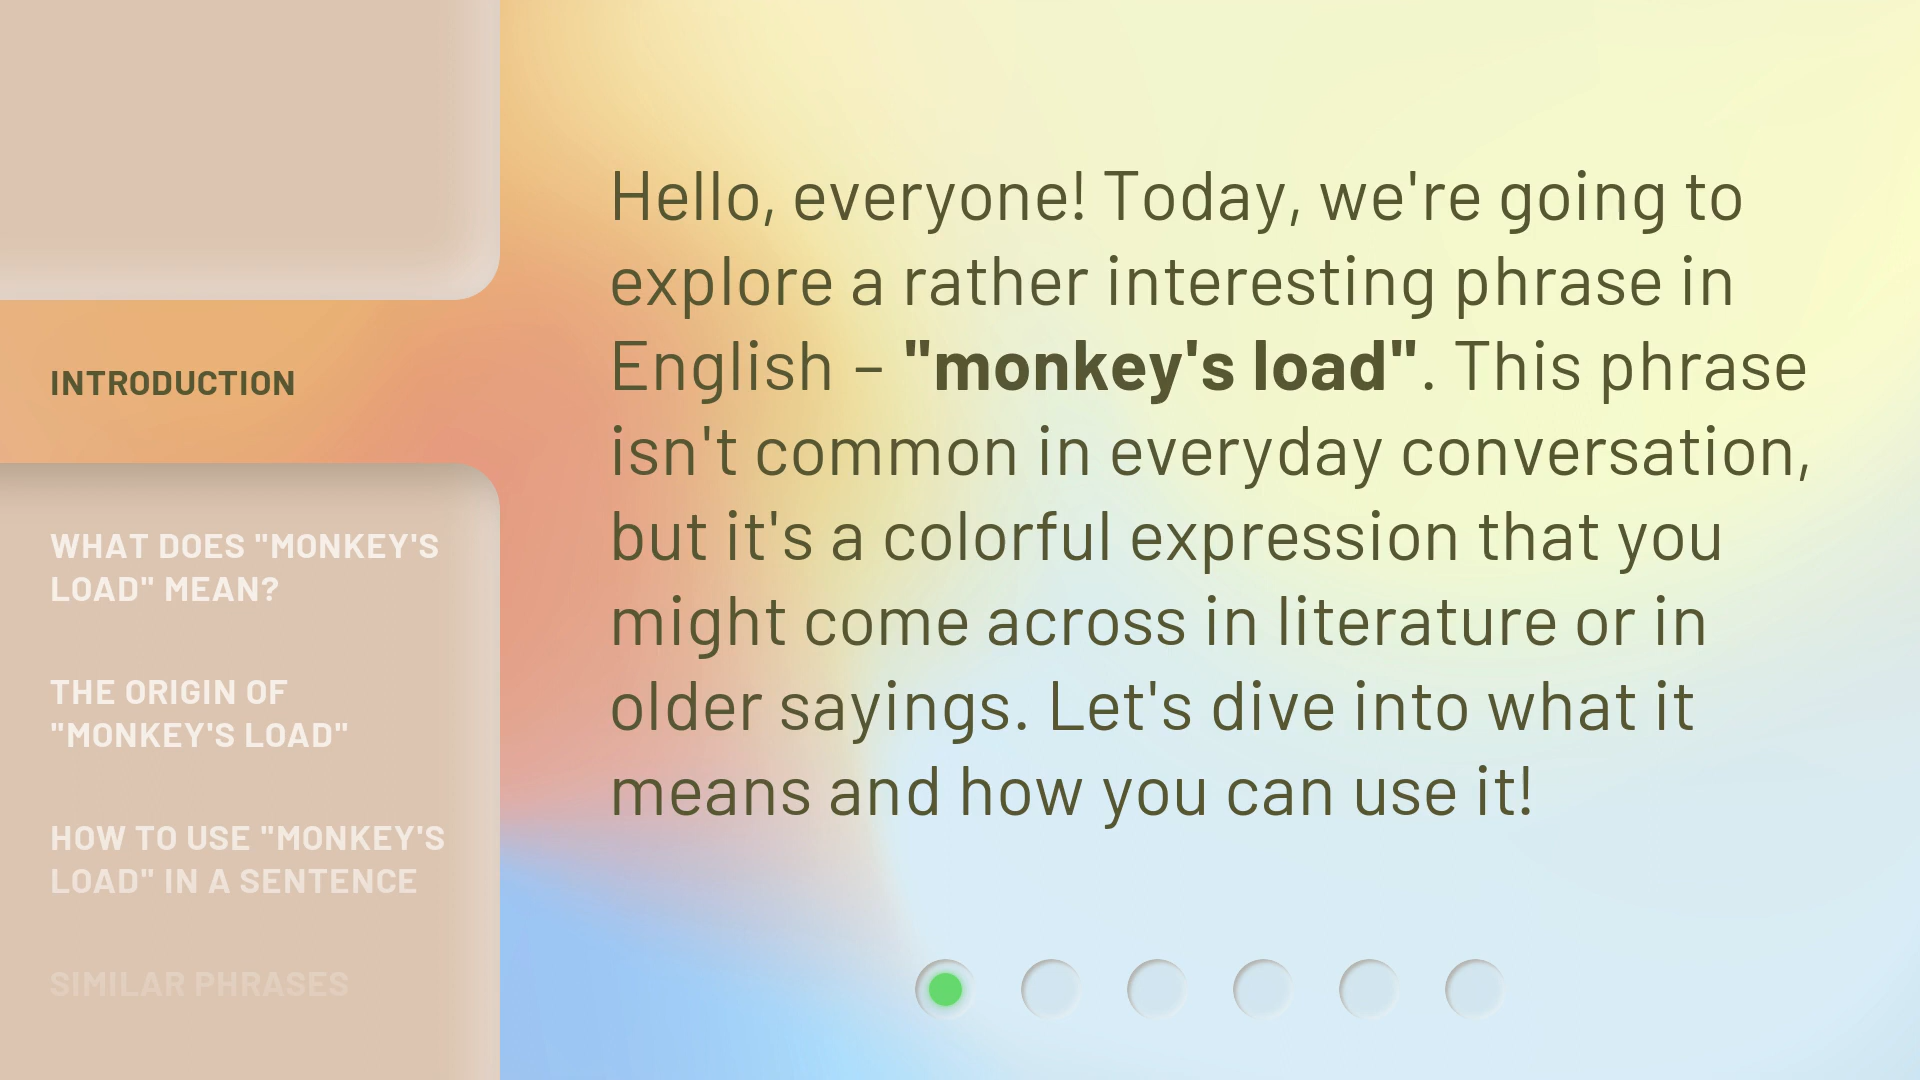 INTRODUCTION
WHAT DOES "MONKEY'S
LOAD" MEAN?
THE ORIGIN OF
"MONKEY'S LOAD"
HOW TO USE "MONKEY'S
LOAD" IN A SENTENCE
SIMILAR PHRASES
Hello, everyone! Today, we're going to
explore a rather interesting phrase in
English – "monkey's load". This phrase
isn't common in everyday conversation,
but it's a colorful expression that you
might come across in literature or in
older sayings. Let's dive into what it
means and how you can use it!